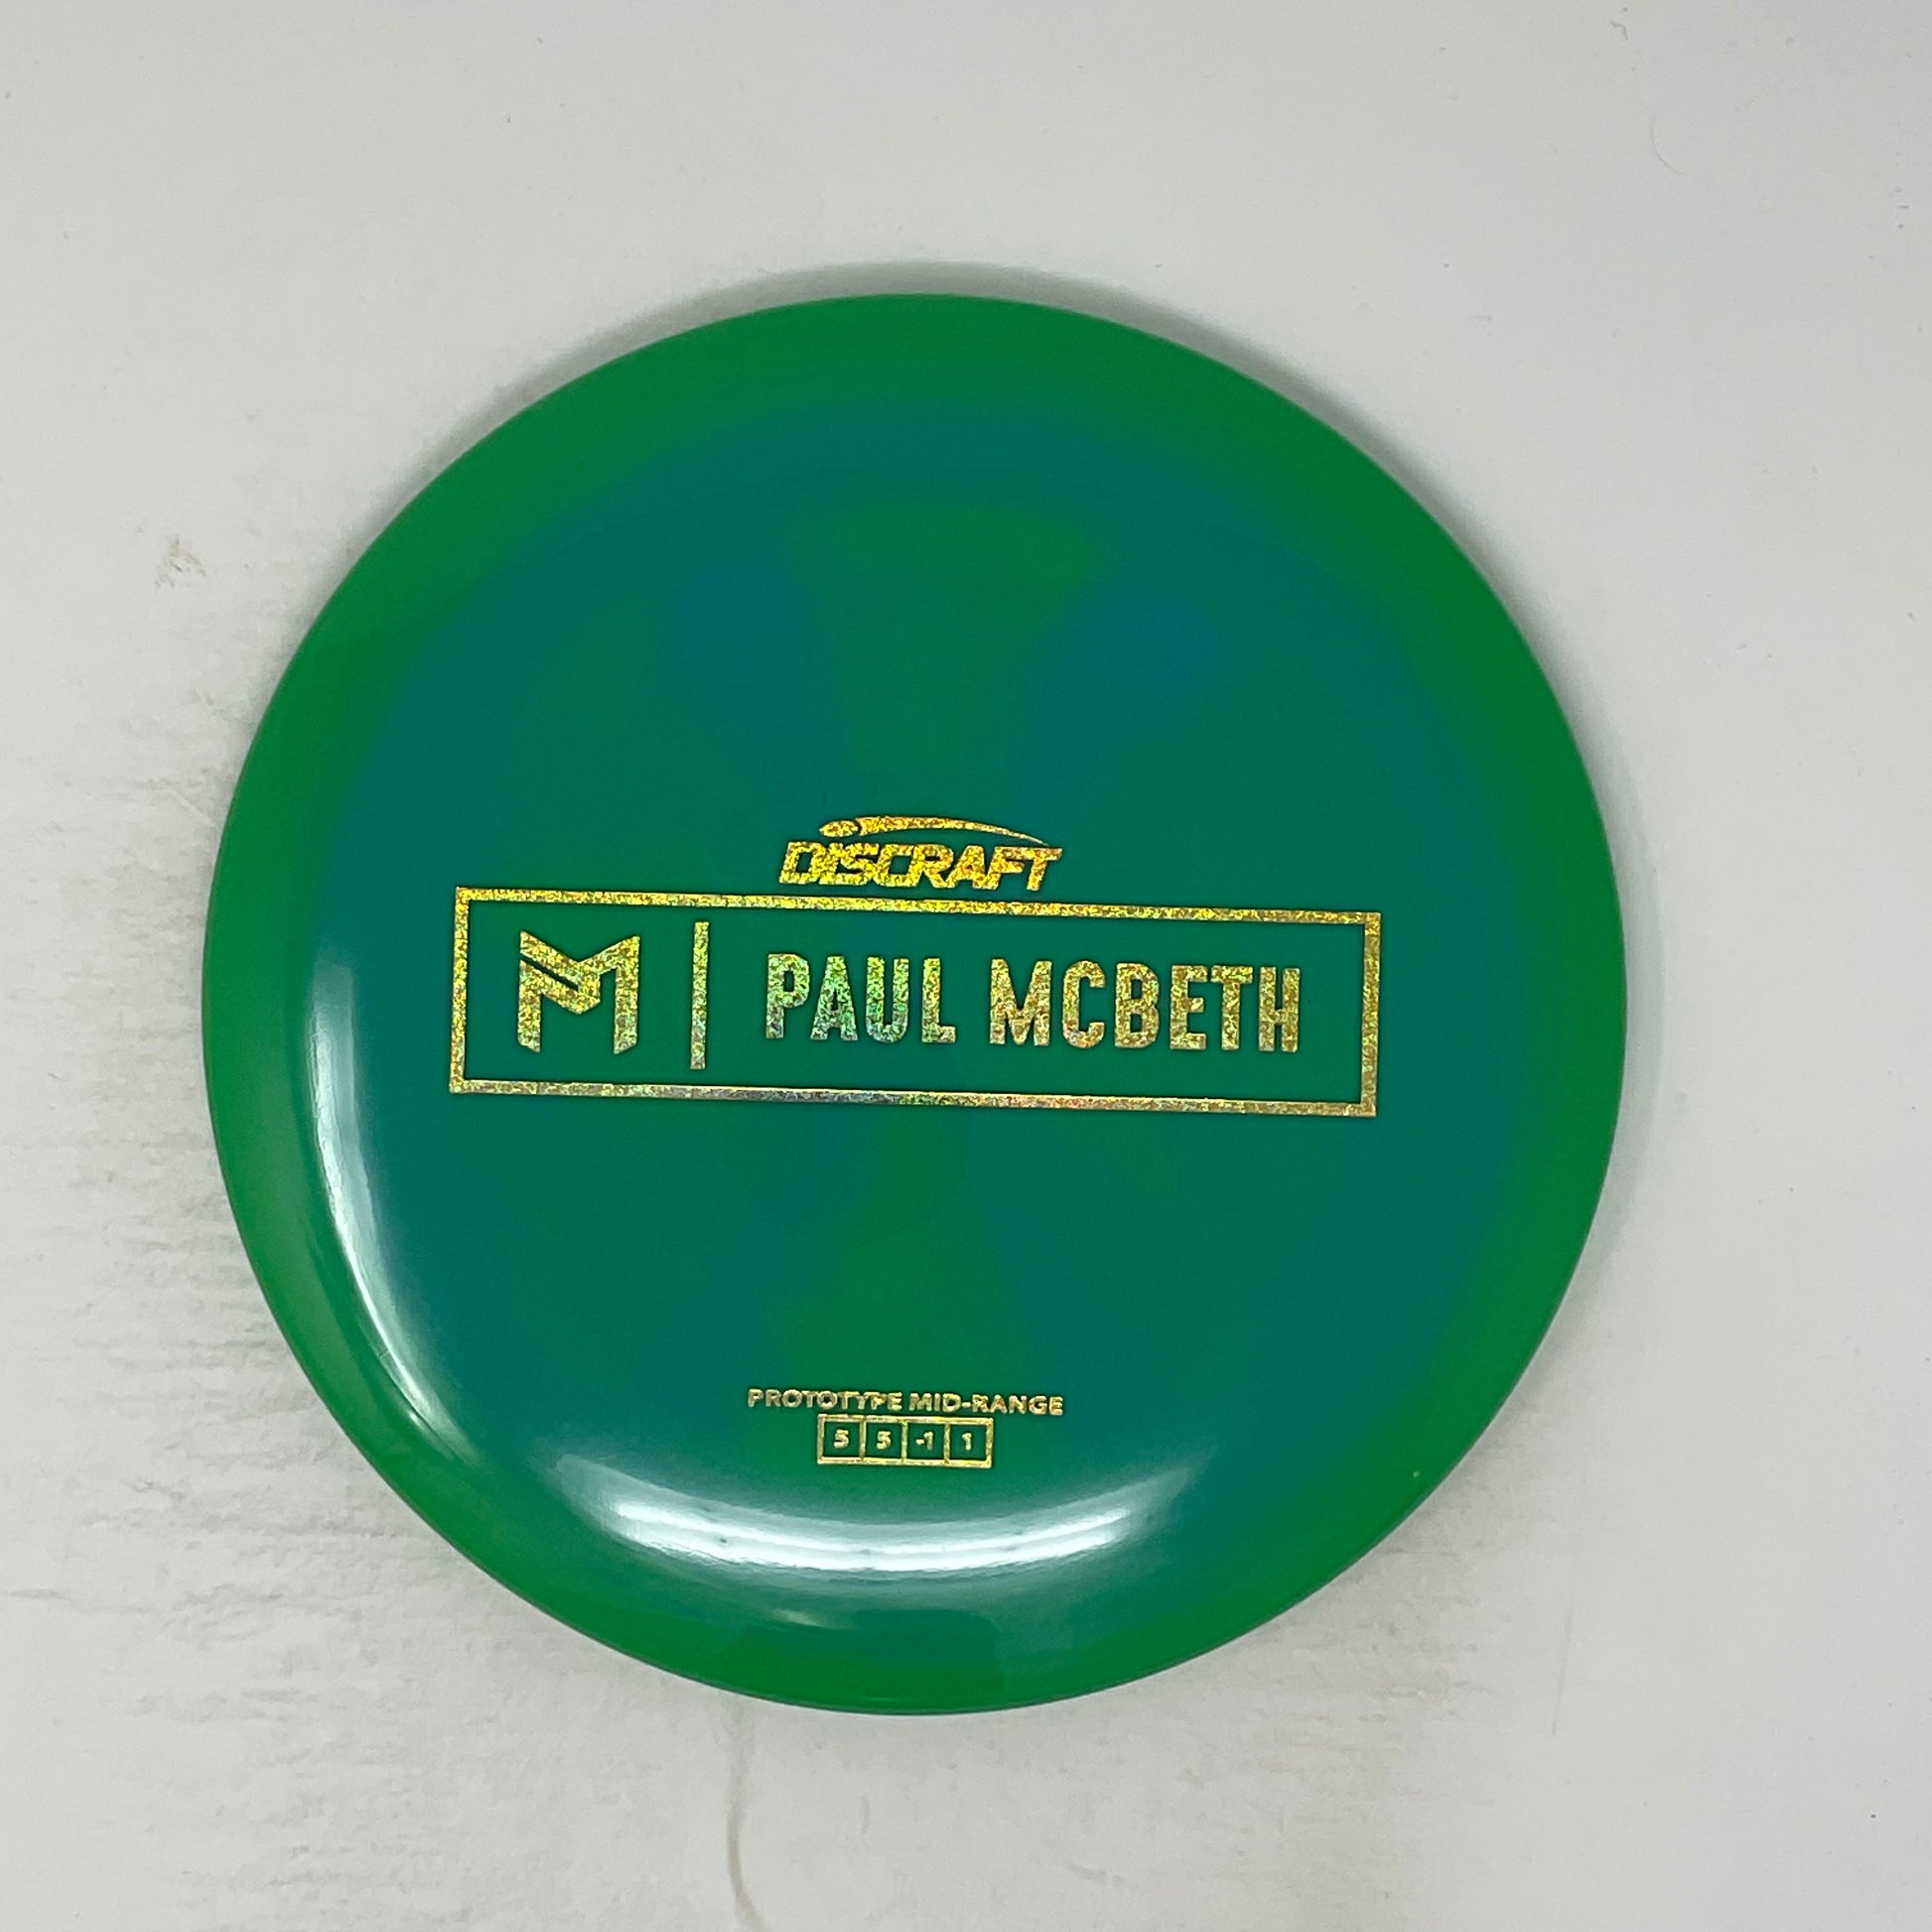 DISCRAFT
M | PAUL MCBETH
PROTOTYPE MID-RANGE
5 5 -1 1